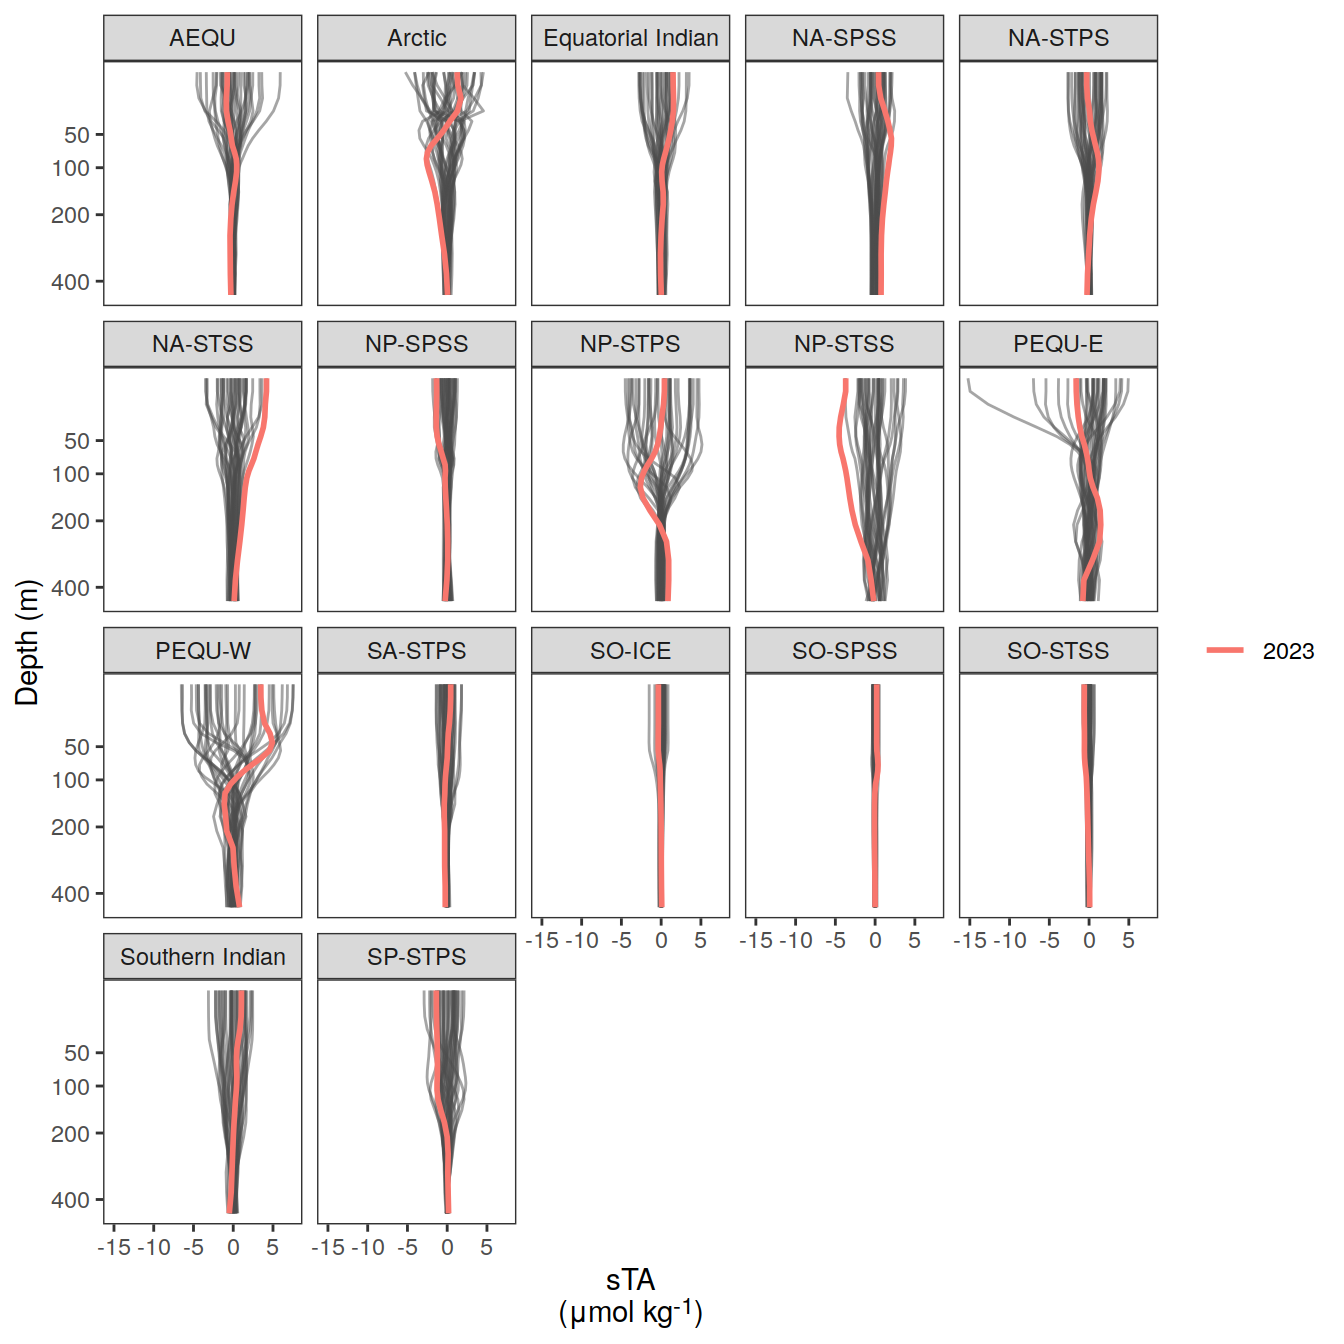 AEQU Arctic Equatorial Indian NA-SPSS NA-STPS
50
100
200
400
NA-STSS NP-SPSS NP-STPS NP-STSS PEQU-E
50
100
200
400
Depth (m)
PEQU-W SA-STPS SO-ICE SO-SPSS SO-STSS
2023
50
100
200
400
-15 -10 -5 0 5 -15 -10 -5 0 5 -15 -10 -5 0 5
Southern Indian SP-STPS
50
100
200
400
-15 -10 -5 0 5 -15 -10 -5 0 5
sTA
(µmol kg⁻¹)